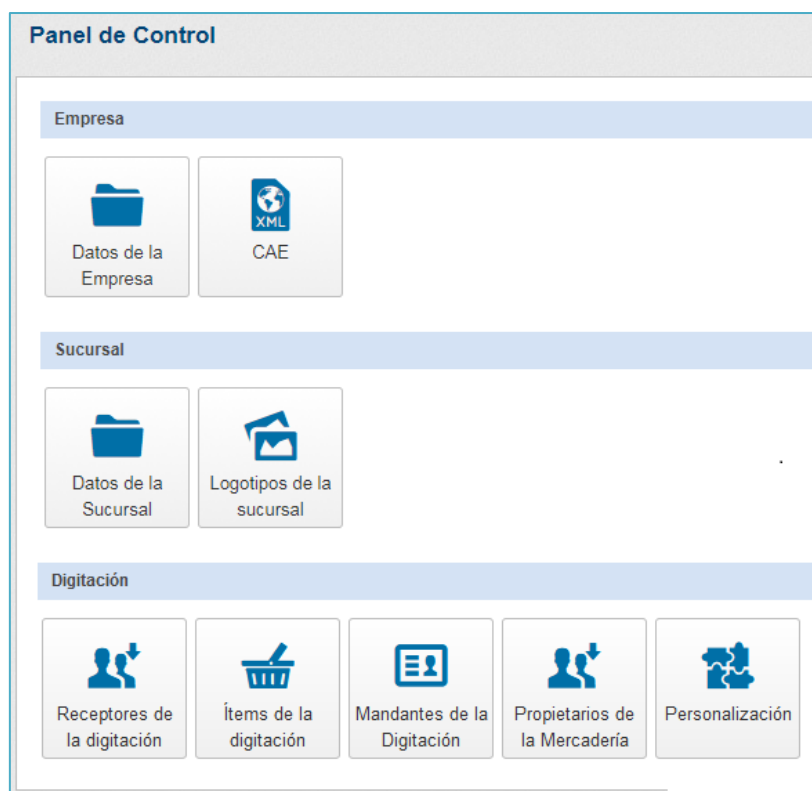 Panel de Control
Empresa
Datos de la
Empresa
XML
CAE
Sucursal
Datos de la
Sucursal
Logotipos de la
sucursal
.
Digitación
Receptores de
la digitación
Ítems de la
digitación
Mandantes de la
Digitación
Propietarios de
la Mercadería
Personalización